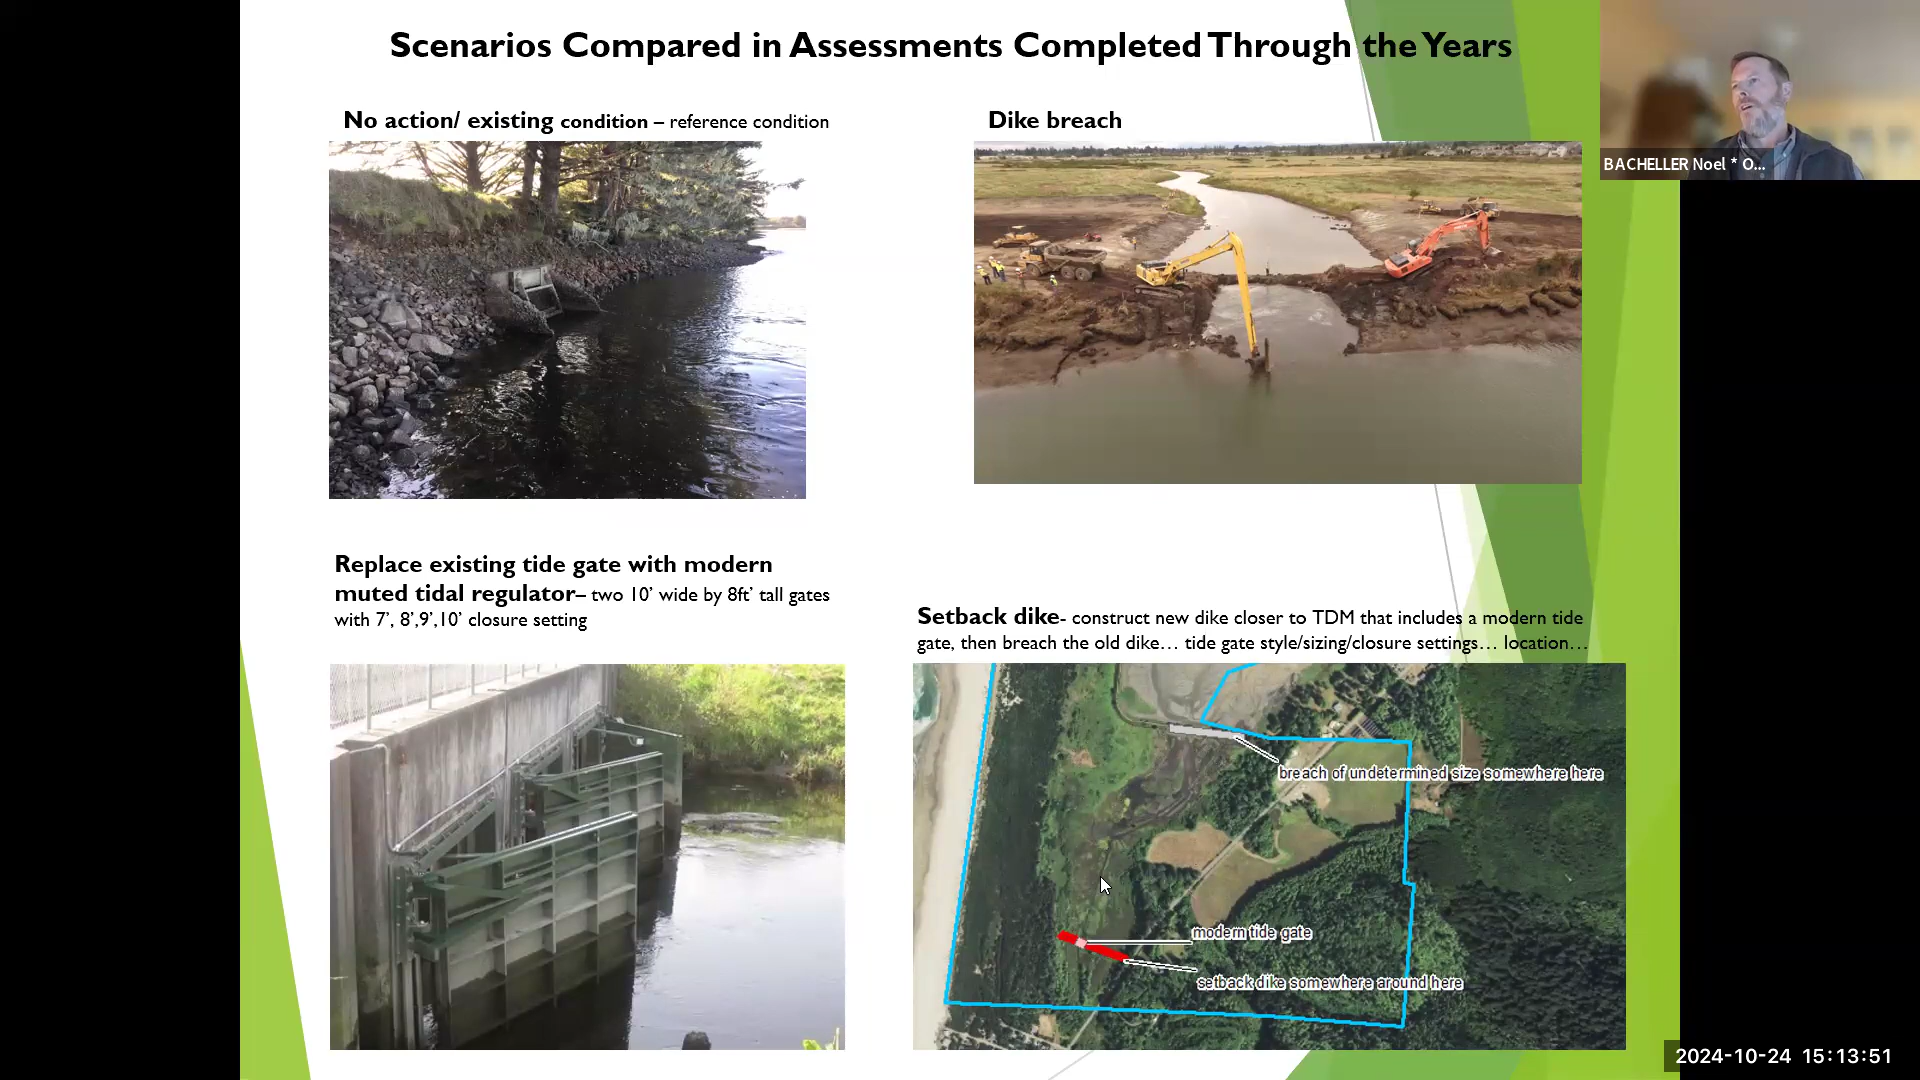 Scenarios Compared in Assessments Completed Through the Years
BACHELLER Noel * O...
No action/ existing condition – reference condition
Dike breach
Replace existing tide gate with modern
muted tidal regulator– two 10’ wide by 8ft’ tall gates
with 7’, 8’,9’,10’ closure setting
Setback dike- construct new dike closer to TDM that includes a modern tide
gate, then breach the old dike… tide gate style/sizing/closure settings… location…
breach of undetermined size somewhere here
modern tide gate
setback dike somewhere around here
2024-10-24 15:13:51